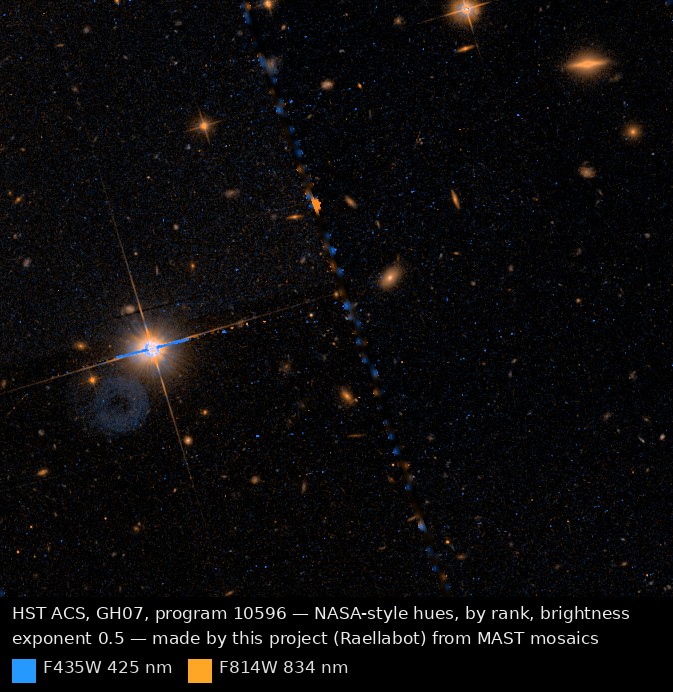 HST ACS, GH07, program 10596 — NASA-style hues, by rank, brightness
exponent 0.5 — made by this project (Raellabot) from MAST mosaics
F435W 425 nm F814W 834 nm